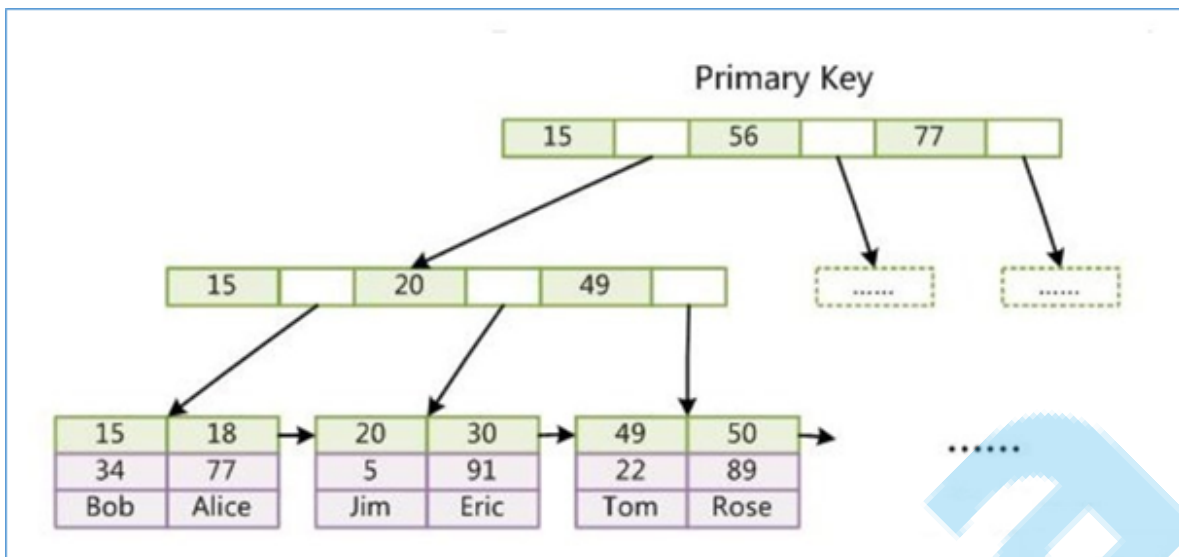 Primary Key
15 56 77
15 20 49
...... ......
15 18 20 30 49 50
34 77 5 91 22 89
Bob Alice Jim Eric Tom Rose
......